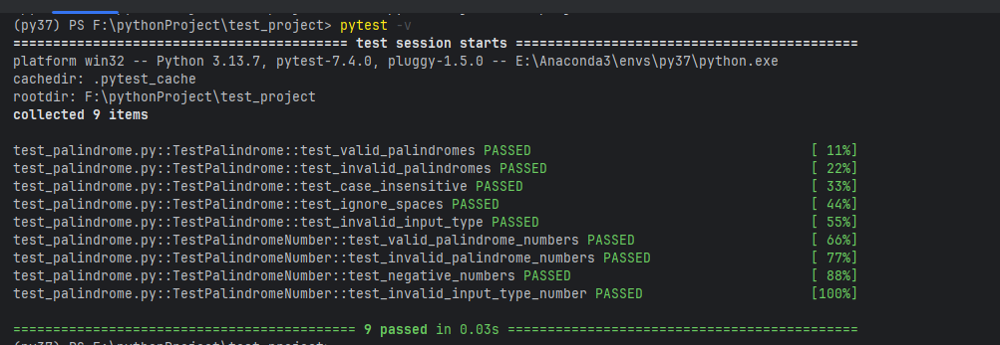 (py37) PS F:\pythonProject\test_project> pytest -v
========================================== test session starts ===========================================
platform win32 -- Python 3.13.7, pytest-7.4.0, pluggy-1.5.0 -- E:\Anaconda3\envs\py37\python.exe
cachedir: .pytest_cache
rootdir: F:\pythonProject\test_project
collected 9 items
test_palindrome.py::TestPalindrome::test_valid_palindromes PASSED [ 11%]
test_palindrome.py::TestPalindrome::test_invalid_palindromes PASSED [ 22%]
test_palindrome.py::TestPalindrome::test_case_insensitive PASSED [ 33%]
test_palindrome.py::TestPalindrome::test_ignore_spaces PASSED [ 44%]
test_palindrome.py::TestPalindrome::test_invalid_input_type PASSED [ 55%]
test_palindrome.py::TestPalindromeNumber::test_valid_palindrome_numbers PASSED [ 66%]
test_palindrome.py::TestPalindromeNumber::test_invalid_palindrome_numbers PASSED [ 77%]
test_palindrome.py::TestPalindromeNumber::test_negative_numbers PASSED [ 88%]
test_palindrome.py::TestPalindromeNumber::test_invalid_input_type_number PASSED [100%]
=========================================== 9 passed in 0.03s ============================================
(py37) PS F:\pythonProject\test_project>